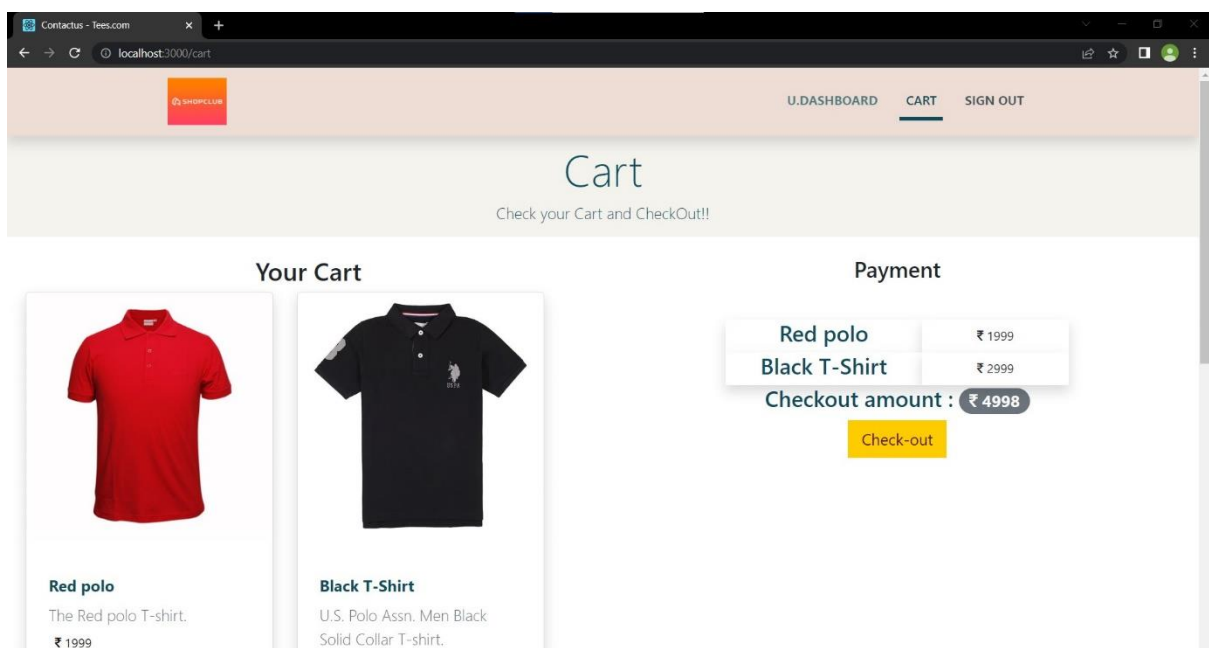 Contactus - Tees.com
localhost:3000/cart
SHOPCLUB
U.DASHBOARD CART SIGN OUT
Cart
Check your Cart and CheckOut!!
Your Cart
Payment
Red polo ₹ 1999
Black T-Shirt ₹ 2999
Checkout amount : ₹ 4998
Check-out
Red polo
The Red polo T-shirt.
₹ 1999
Black T-Shirt
U.S. Polo Assn. Men Black
Solid Collar T-shirt.